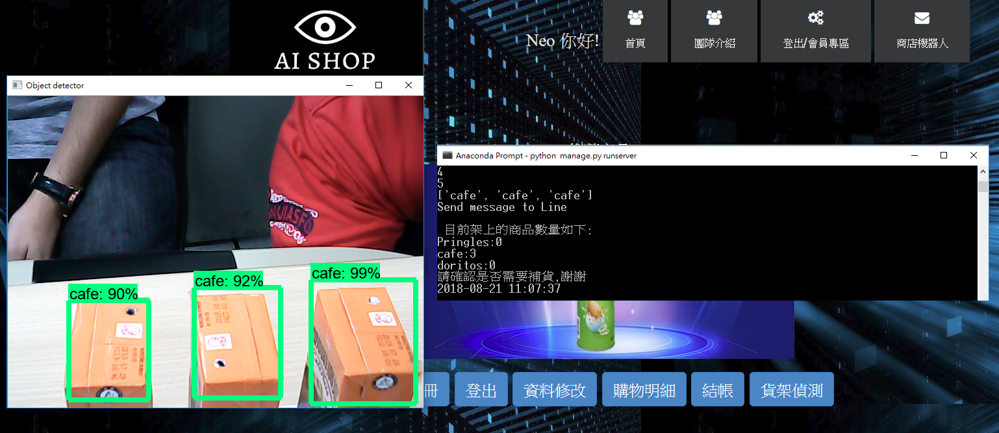 AI SHOP
Neo 你好!
首頁
團隊介紹
登出/會員專區
商店機器人
Object detector
cafe: 90%
cafe: 92%
cafe: 99%
Anaconda Prompt - python manage.py runserver
4
5
['cafe', 'cafe', 'cafe']
Send message to Line
目前架上的商品數量如下:
Pringles:0
cafe:3
doritos:0
請確認是否需要補貨,謝謝
2018-08-21 11:07:37
冊
登出
資料修改
購物明細
結帳
貨架偵測